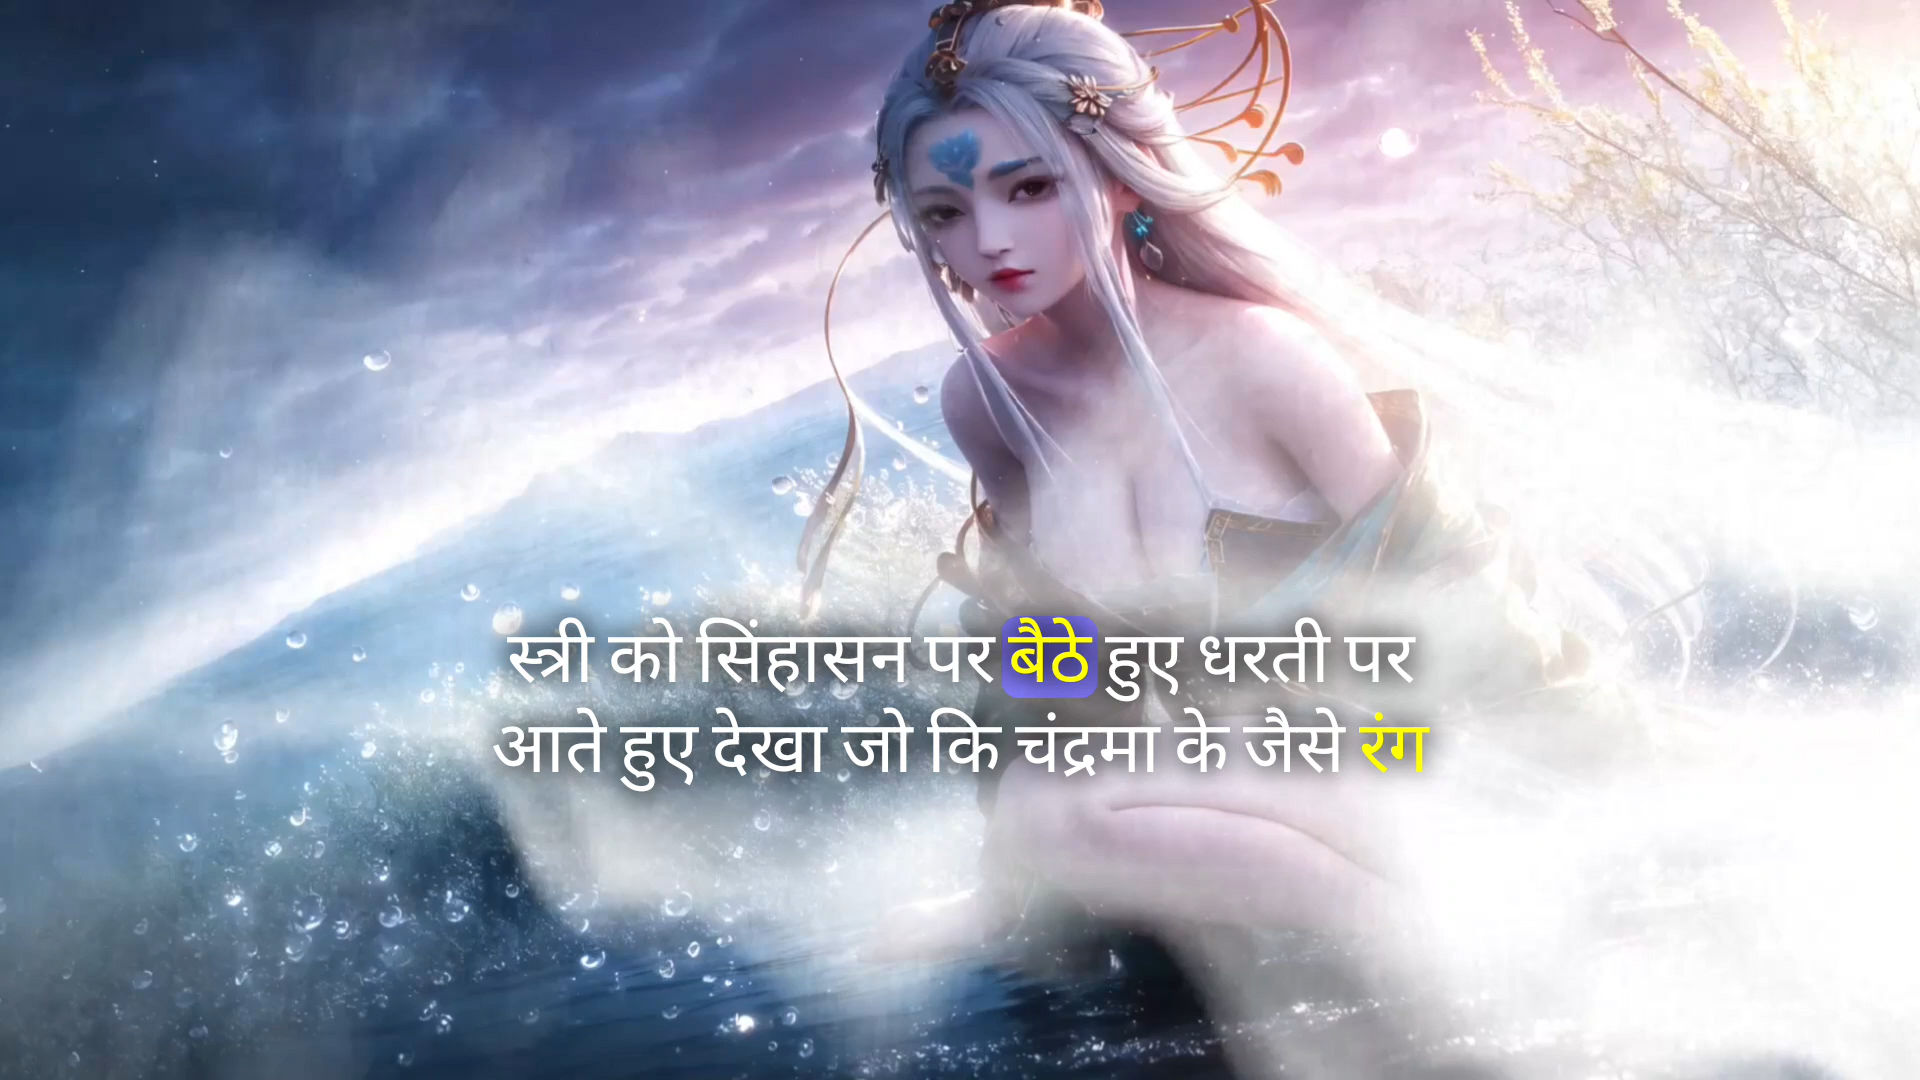 स्त्री को सिंहासन पर बैठे हुए धरती पर
आते हुए देखा जो कि चंद्रमा के जैसे रंग